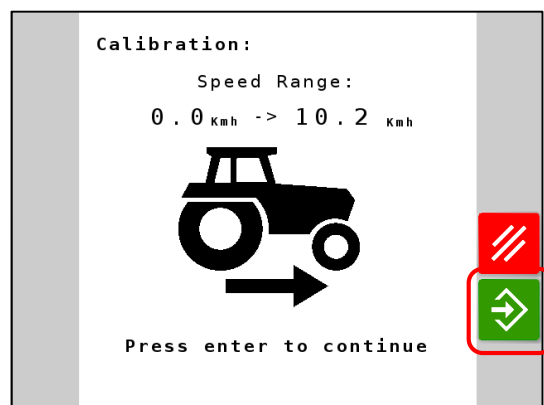 Calibration:
Speed Range:
0.0 Kmh -> 10.2 Kmh
Press enter to continue